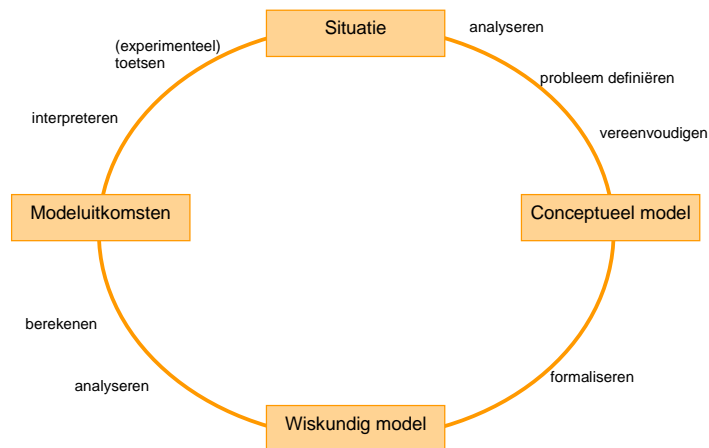 Situatie
analyseren
(experimenteel)
toetsen
probleem definiëren
interpreteren
vereenvoudigen
Modeluitkomsten
Conceptueel model
berekenen
analyseren
formaliseren
Wiskundig model